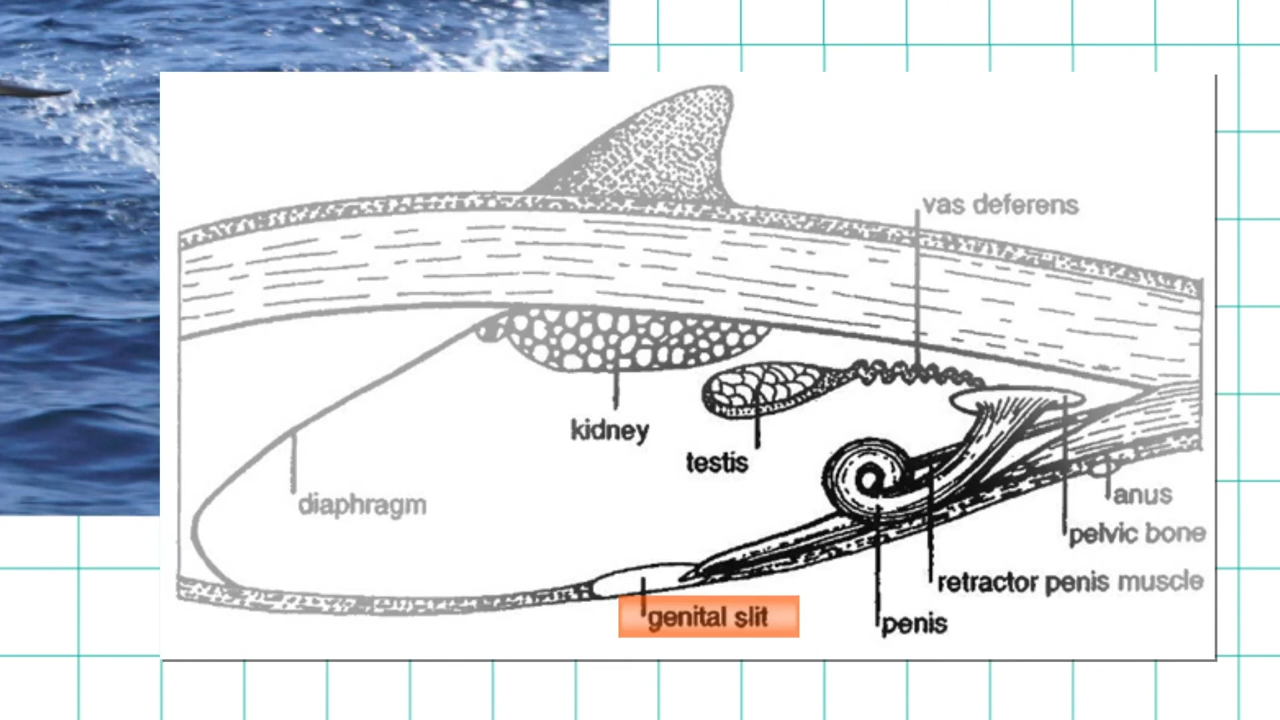 vas deferens
kidney
testis
diaphragm
anus
pelvic bone
retractor penis muscle
genital slit
penis